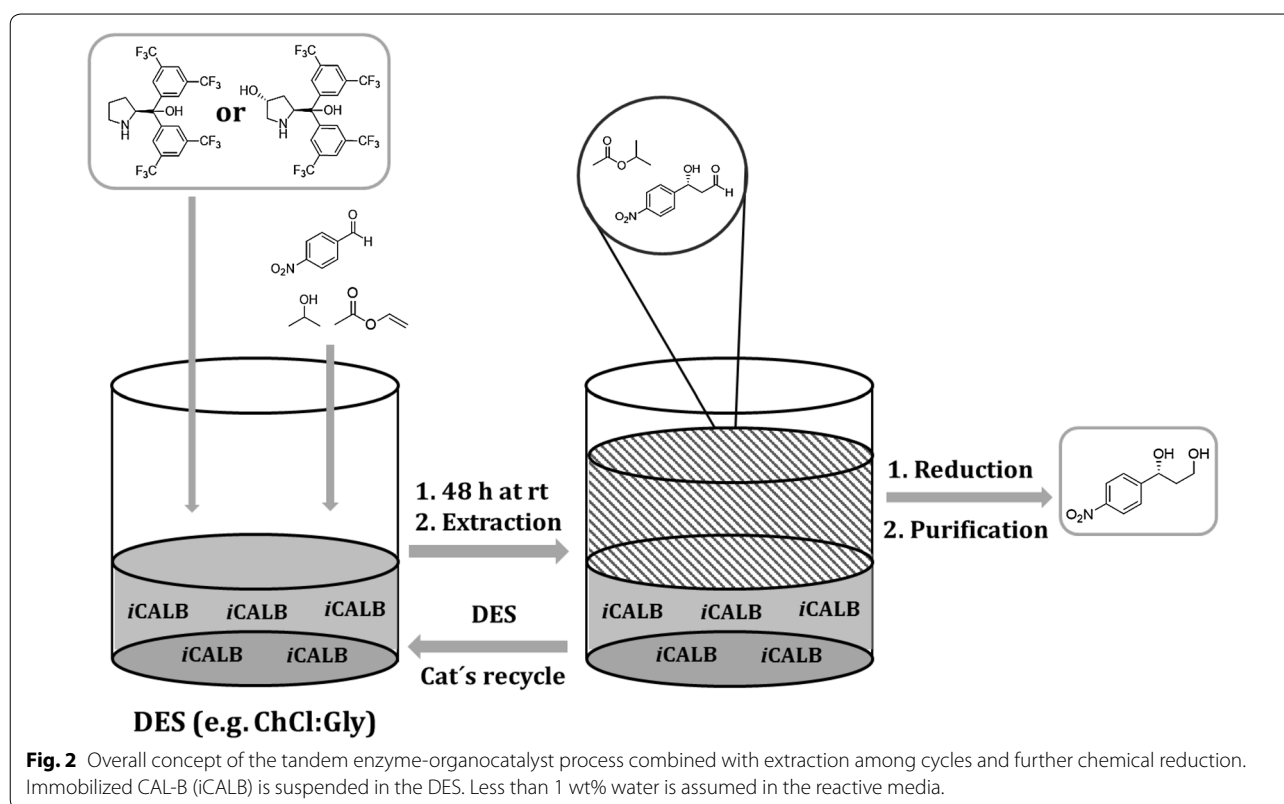 F₃C
CF₃
OH
N
H
CF₃
F₃C
or
F₃C
HO
CF₃
OH
N
H
CF₃
F₃C
O
H
O₂N
OH
O
O
O
O
OH
O
H
O₂N
1. 48 h at rt
2. Extraction
1. Reduction
2. Purification
OH
OH
O₂N
iCALB iCALB iCALB
iCALB iCALB
DES
Cat´s recycle
iCALB iCALB iCALB
iCALB iCALB
DES (e.g. ChCl:Gly)
Fig. 2 Overall concept of the tandem enzyme-organocatalyst process combined with extraction among cycles and further chemical reduction.
Immobilized CAL-B (iCALB) is suspended in the DES. Less than 1 wt% water is assumed in the reactive media.